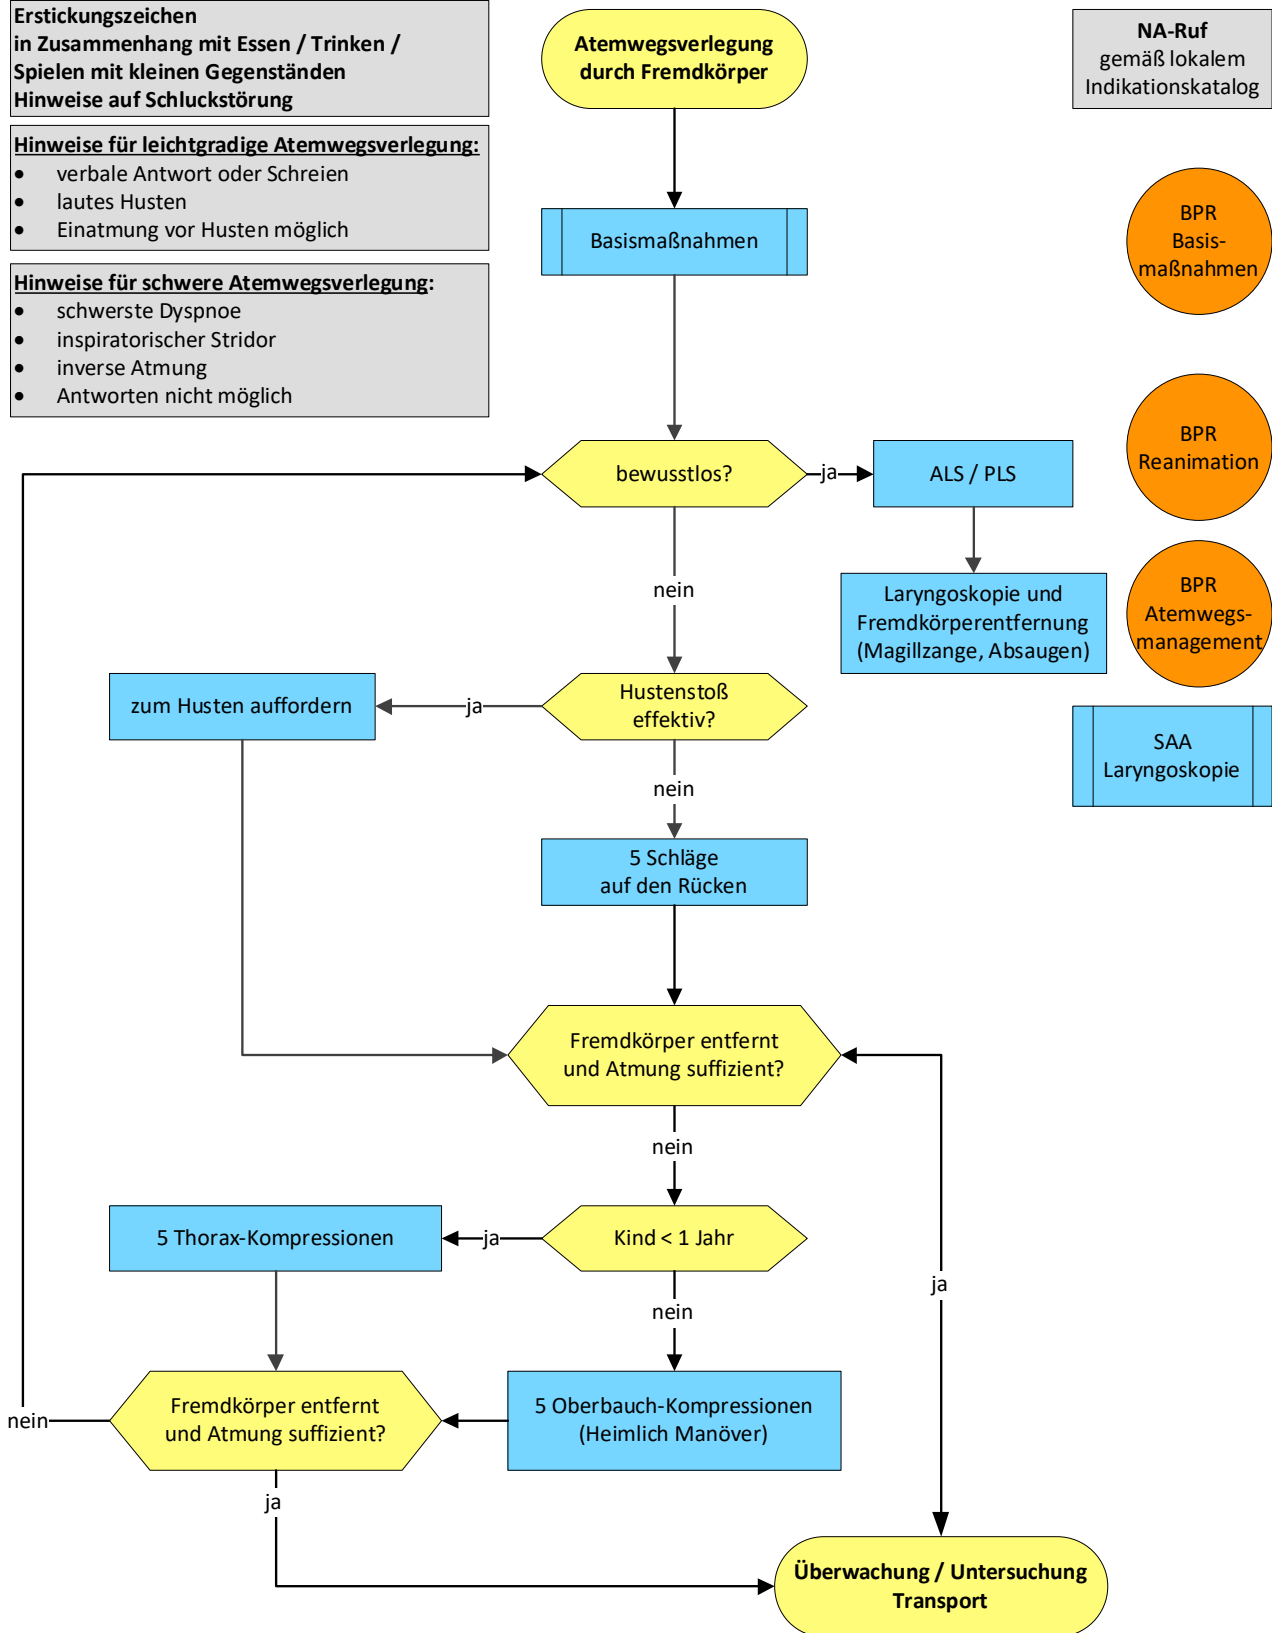 Erstickungszeichen
in Zusammenhang mit Essen / Trinken /
Spielen mit kleinen Gegenständen
Hinweise auf Schluckstörung
Hinweise für leichtgradige Atemwegsverlegung:
• verbale Antwort oder Schreien
• lautes Husten
• Einatmung vor Husten möglich
Hinweise für schwere Atemwegsverlegung:
• schwerste Dyspnoe
• inspiratorischer Stridor
• inverse Atmung
• Antworten nicht möglich
Atemwegsverlegung
durch Fremdkörper
NA-Ruf
gemäß lokalem
Indikationskatalog
Basismaßnahmen
BPR
Basis-
maßnahmen
bewusstlos?
ja
ALS / PLS
BPR
Reanimation
nein
Laryngoskopie und
Fremdkörperentfernung
(Magillzange, Absaugen)
BPR
Atemwegs-
management
zum Husten auffordern
ja
Hustenstoß
effektiv?
SAA
Laryngoskopie
nein
5 Schläge
auf den Rücken
Fremdkörper entfernt
und Atmung suffizient?
nein
5 Thorax-Kompressionen
ja
Kind < 1 Jahr
ja
nein
nein
Fremdkörper entfernt
und Atmung suffizient?
5 Oberbauch-Kompressionen
(Heimlich Manöver)
ja
Überwachung / Untersuchung
Transport